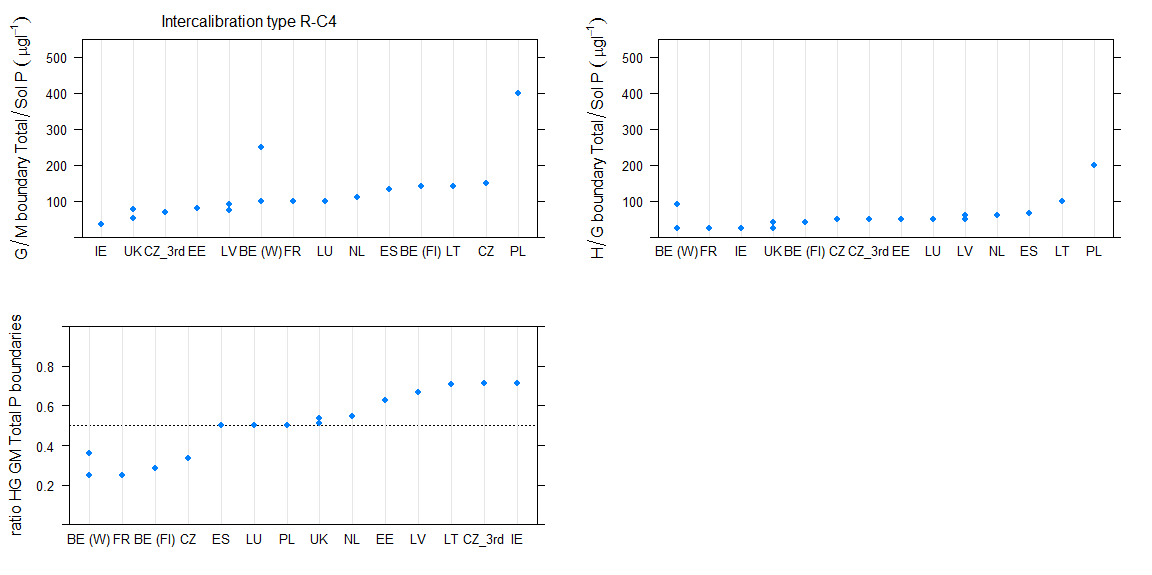 Intercalibration type R-C4
G/M boundary Total/Sol P ( μgl⁻¹)
500
400
300
200
100
IE UK CZ_3rd EE LV BE (W) FR LU NL ES BE (Fl) LT CZ PL
H/G boundary Total/Sol P ( μgl⁻¹)
500
400
300
200
100
BE (W) FR IE UK BE (Fl) CZ CZ_3rd EE LU LV NL ES LT PL
ratio HG GM Total P boundaries
0.8
0.6
0.4
0.2
BE (W) FR BE (Fl) CZ ES LU PL UK NL EE LV LT CZ_3rd IE